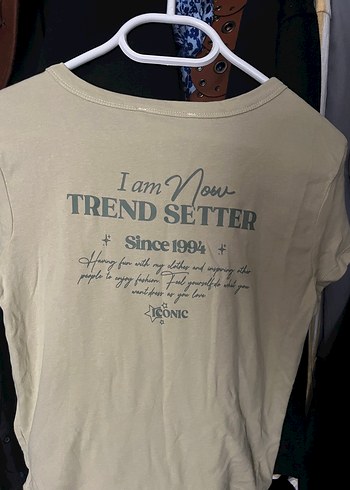 I am Now
TREND SETTER
Since 1994
Having fun with my clothes and inspiring other
people to enjoy fashion. Feel yourself do what you
want dress as you love
ICONIC